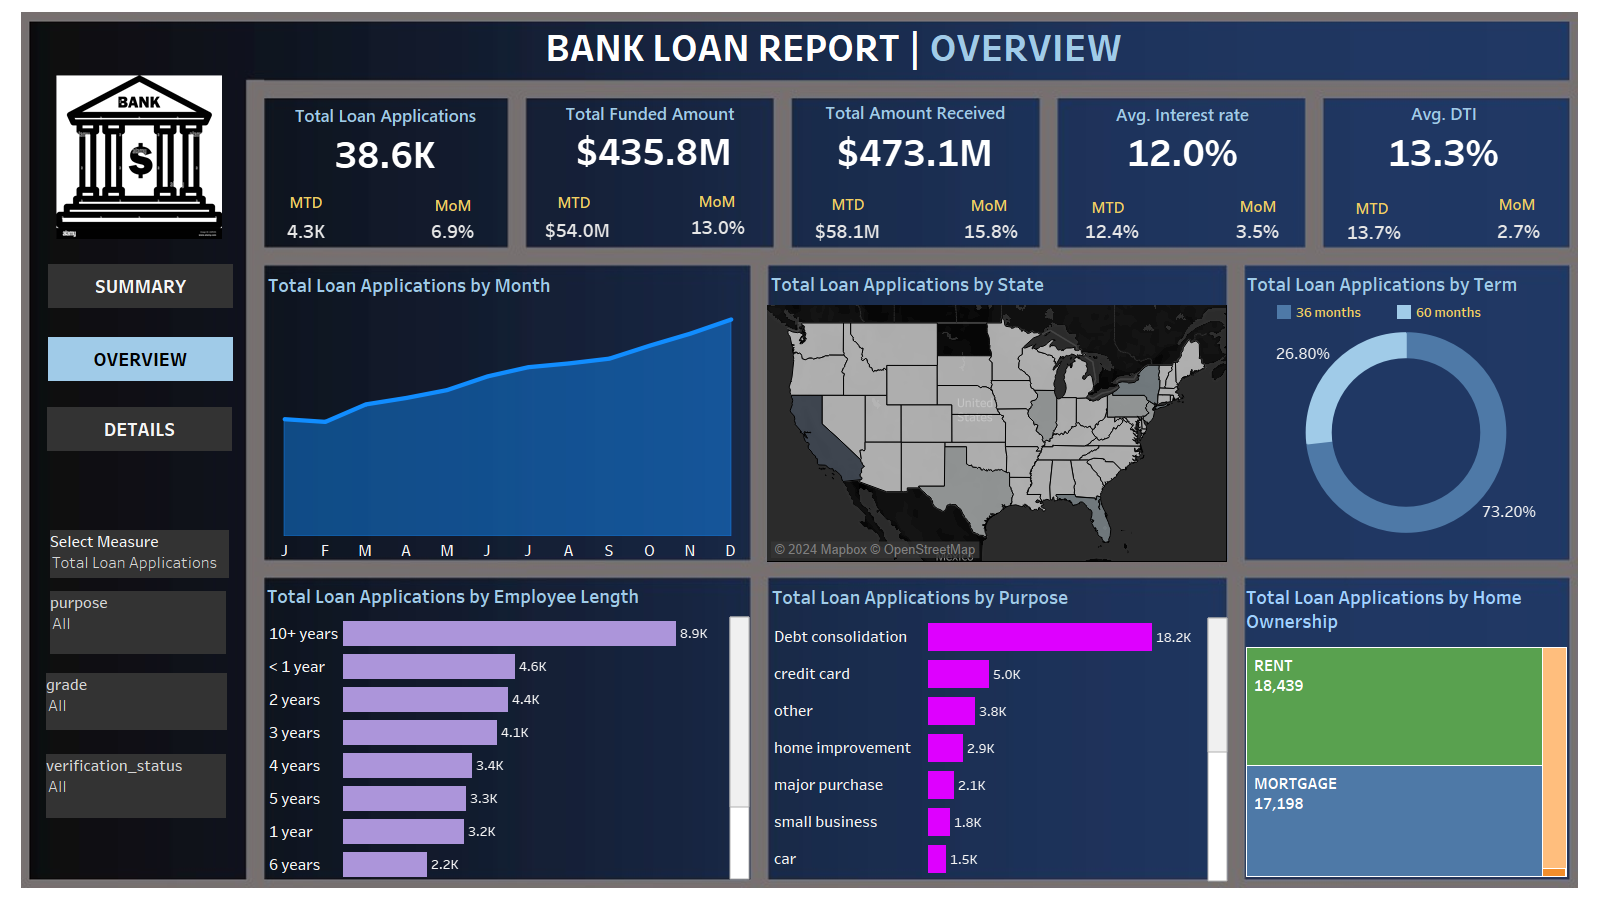 BANK LOAN REPORT | OVERVIEW
BANK
$
SUMMARY
OVERVIEW
DETAILS
Select Measure
Total Loan Applications
purpose
All
grade
All
verification_status
All
Total Loan Applications
38.6K
MTD
MoM
4.3K
6.9%
Total Funded Amount
$435.8M
MTD
MoM
$54.0M
13.0%
Total Amount Received
$473.1M
MTD
MoM
$58.1M
15.8%
Avg. Interest rate
12.0%
MTD
MoM
12.4%
3.5%
Avg. DTI
13.3%
MTD
MoM
13.7%
2.7%
Total Loan Applications by Month
J F M A M J J A S O N D
Total Loan Applications by State
United
States
© 2024 Mapbox © OpenStreetMap
Mexico
Total Loan Applications by Term
36 months
60 months
26.80%
73.20%
Total Loan Applications by Employee Length
10+ years 8.9K
< 1 year 4.6K
2 years 4.4K
3 years 4.1K
4 years 3.4K
5 years 3.3K
1 year 3.2K
6 years 2.2K
Total Loan Applications by Purpose
Debt consolidation 18.2K
credit card 5.0K
other 3.8K
home improvement 2.9K
major purchase 2.1K
small business 1.8K
car 1.5K
Total Loan Applications by Home
Ownership
RENT
18,439
MORTGAGE
17,198